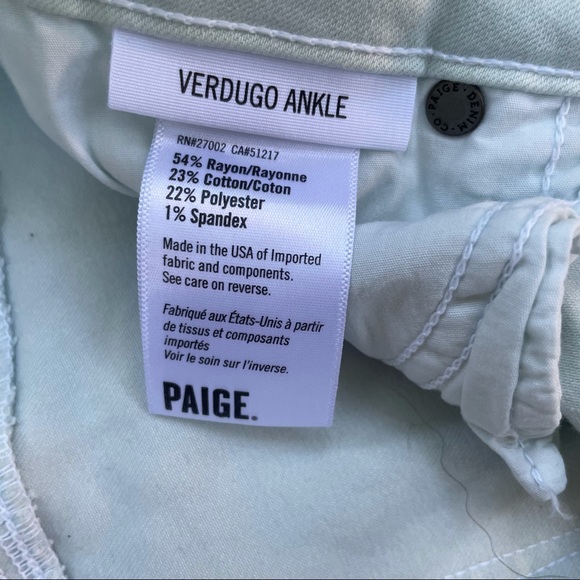 VERDUGO ANKLE
PAIGE·DENIM·CO·
RN#27002 CA#51217
54% Rayon/Rayonne
23% Cotton/Coton
22% Polyester
1% Spandex
Made in the USA of Imported
fabric and components.
See care on reverse.
Fabriqué aux États-Unis à partir
de tissus et composants
importés
Voir le soin sur l'inverse.
PAIGE.